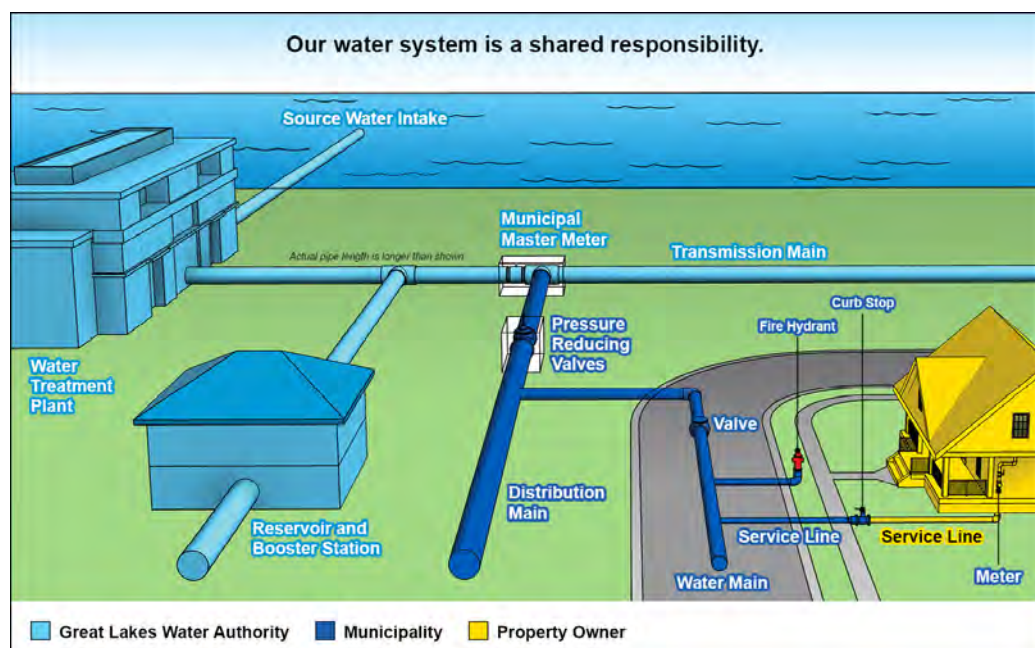 Our water system is a shared responsibility.
Source Water Intake
Municipal
Master Meter
Transmission Main
Actual pipe length is longer than shown
Curb Stop
Fire Hydrant
Pressure
Reducing
Valves
Water
Treatment
Plant
Valve
Distribution
Main
Reservoir and
Booster Station
Service Line
Service Line
Water Main
Meter
Great Lakes Water Authority
Municipality
Property Owner